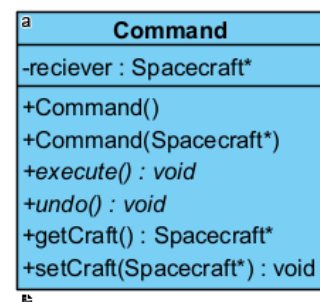 a
Command
-reciever : Spacecraft*
+Command()
+Command(Spacecraft*)
+execute() : void
+undo() : void
+getCraft() : Spacecraft*
+setCraft(Spacecraft*) : void